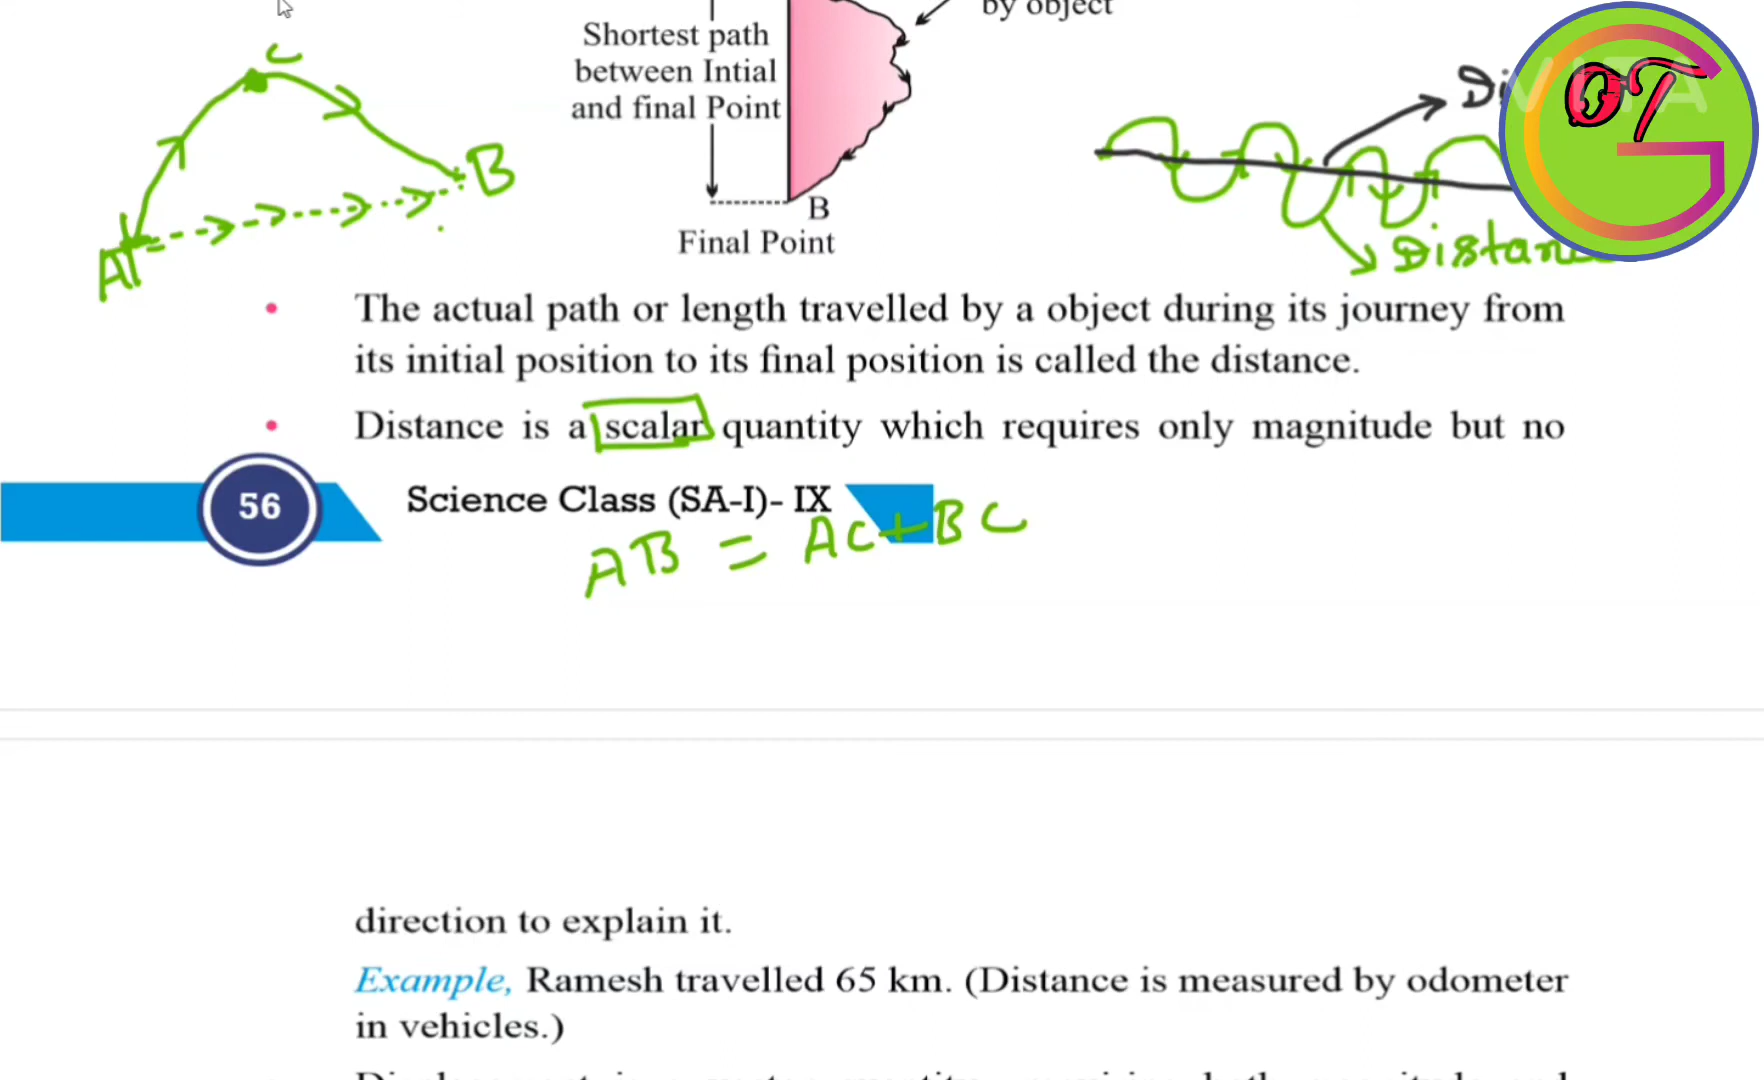 by object
Shortest path
between Intial
and final Point
C
B
A
B
Final Point
OTG
The actual path or length travelled by a object during its journey from
its initial position to its final position is called the distance.
Distance is a scalar quantity which requires only magnitude but no
56
Science Class (SA-I)- IX
AB = AC+BC
direction to explain it.
Example, Ramesh travelled 65 km. (Distance is measured by odometer
in vehicles.)